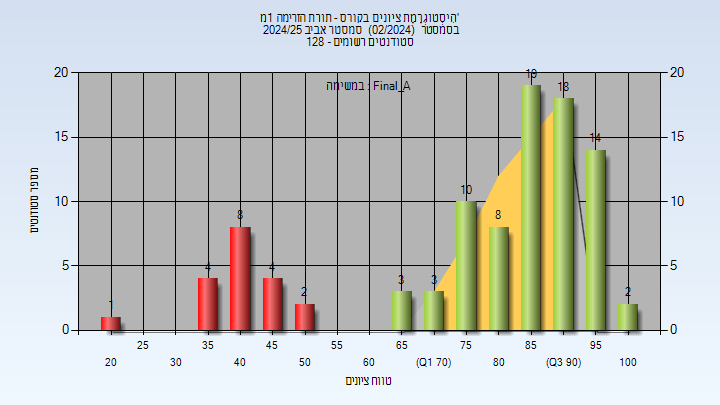 היסטוגרמת ציונים בקורס - תורת הזרימה 1מ'
בסמסטר (02/2024) סמסטר אביב 2024/25
סטודנטים רשומים - 128
במשימה : Final_A
מספר סטודנטים
20 20
15 15
10 10
5 5
0 0
1 4 8 4 2 3 3 10 8 19 18 14 2
25 35 45 55 65 75 85 95
20 30 40 50 60 (Q1 70) 80 (Q3 90) 100
טווח ציונים